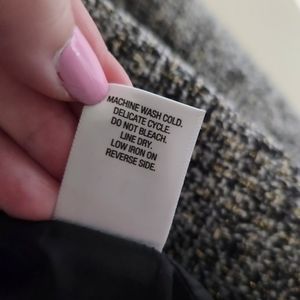 MACHINE WASH COLD.
DELICATE CYCLE.
DO NOT BLEACH.
LINE DRY.
LOW IRON ON
REVERSE SIDE.